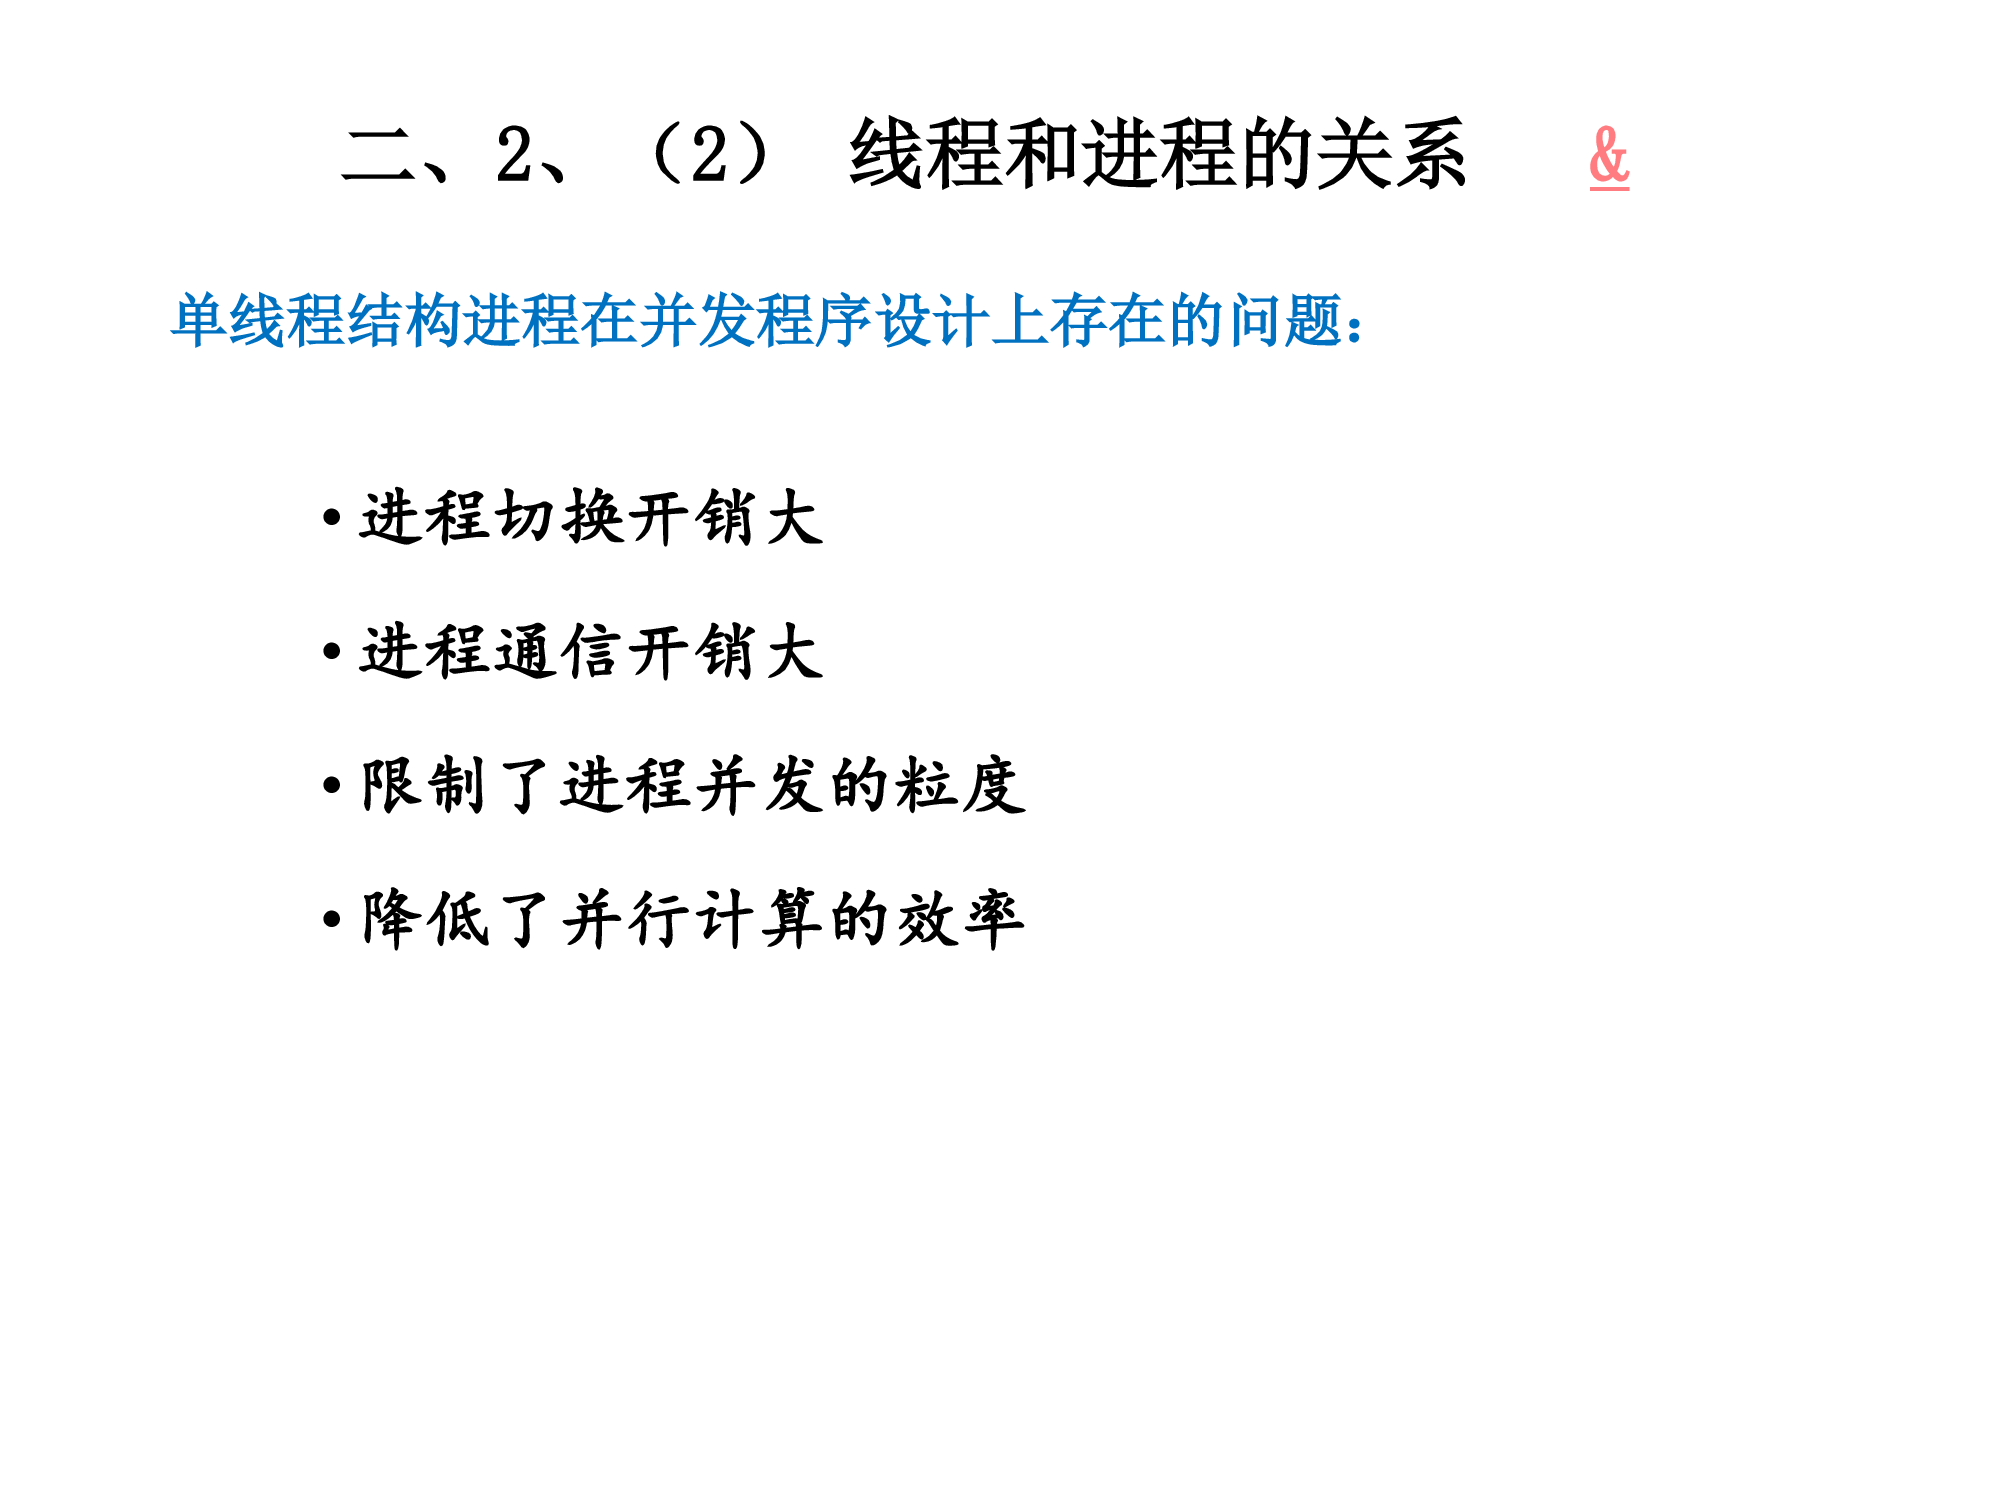 二、2、（2） 线程和进程的关系 &
单线程结构进程在并发程序设计上存在的问题：
• 进程切换开销大
• 进程通信开销大
• 限制了进程并发的粒度
• 降低了并行计算的效率